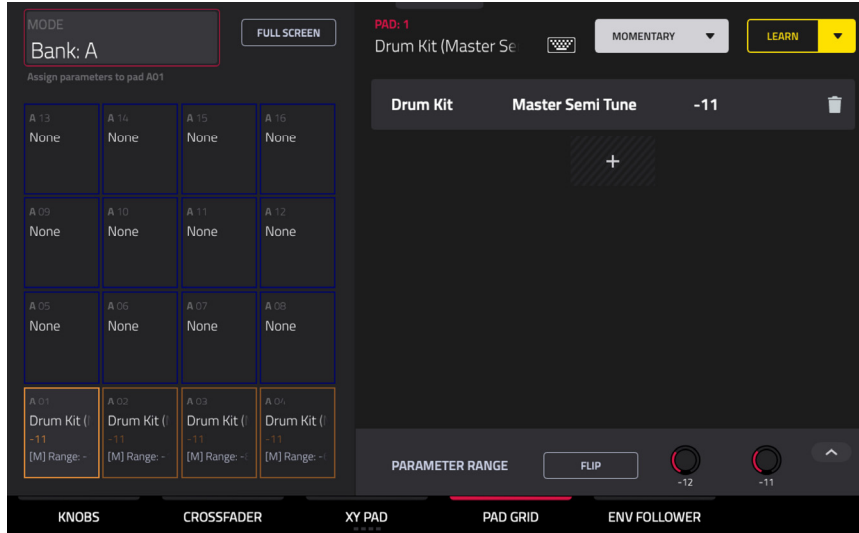 MODE
Bank: A
FULL SCREEN
Assign parameters to pad A01
A 13
None
A 14
None
A 15
None
A 16
None
A 09
None
A 10
None
A 11
None
A 12
None
A 05
None
A 06
None
A 07
None
A 08
None
A 01
Drum Kit (
-11
[M] Range: -
A 02
Drum Kit (
-11
[M] Range: -
A 03
Drum Kit (
-11
[M] Range: -
A 04
Drum Kit (
-11
[M] Range: -
PAD: 1
Drum Kit (Master Se
MOMENTARY
LEARN
Drum Kit Master Semi Tune -11
+
PARAMETER RANGE
FLIP
-12
-11
KNOBS CROSSFADER XY PAD PAD GRID ENV FOLLOWER